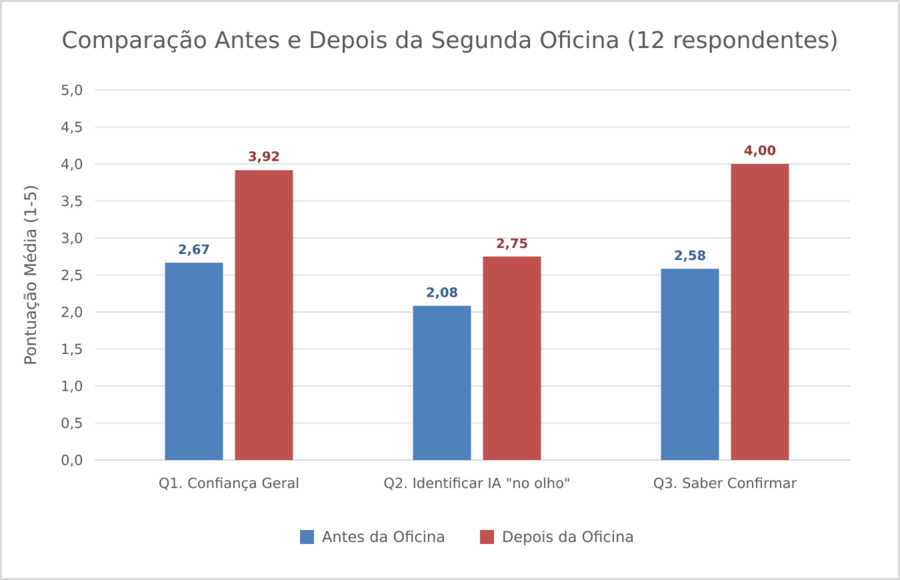 Comparação Antes e Depois da Segunda Oficina (12 respondentes)
Pontuação Média (1-5)
5,0
4,5
4,0
3,5
3,0
2,5
2,0
1,5
1,0
0,5
0,0
2,67
3,92
2,08
2,75
2,58
4,00
Q1. Confiança Geral
Q2. Identificar IA "no olho"
Q3. Saber Confirmar
Antes da Oficina
Depois da Oficina